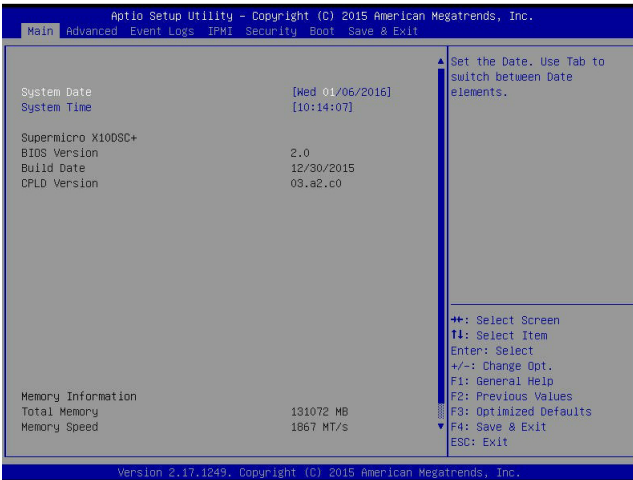 Aptio Setup Utility – Copyright (C) 2015 American Megatrends, Inc.
Main Advanced Event Logs IPMI Security Boot Save & Exit
System Date [Wed 01/06/2016]
System Time [10:14:07]
Supermicro X10DSC+
BIOS Version 2.0
Build Date 12/30/2015
CPLD Version 03.a2.c0
Memory Information
Total Memory 131072 MB
Memory Speed 1867 MT/s
Set the Date. Use Tab to
switch between Date
elements.
→←: Select Screen
↑↓: Select Item
Enter: Select
+/-: Change Opt.
F1: General Help
F2: Previous Values
F3: Optimized Defaults
F4: Save & Exit
ESC: Exit
Version 2.17.1249. Copyright (C) 2015 American Megatrends, Inc.